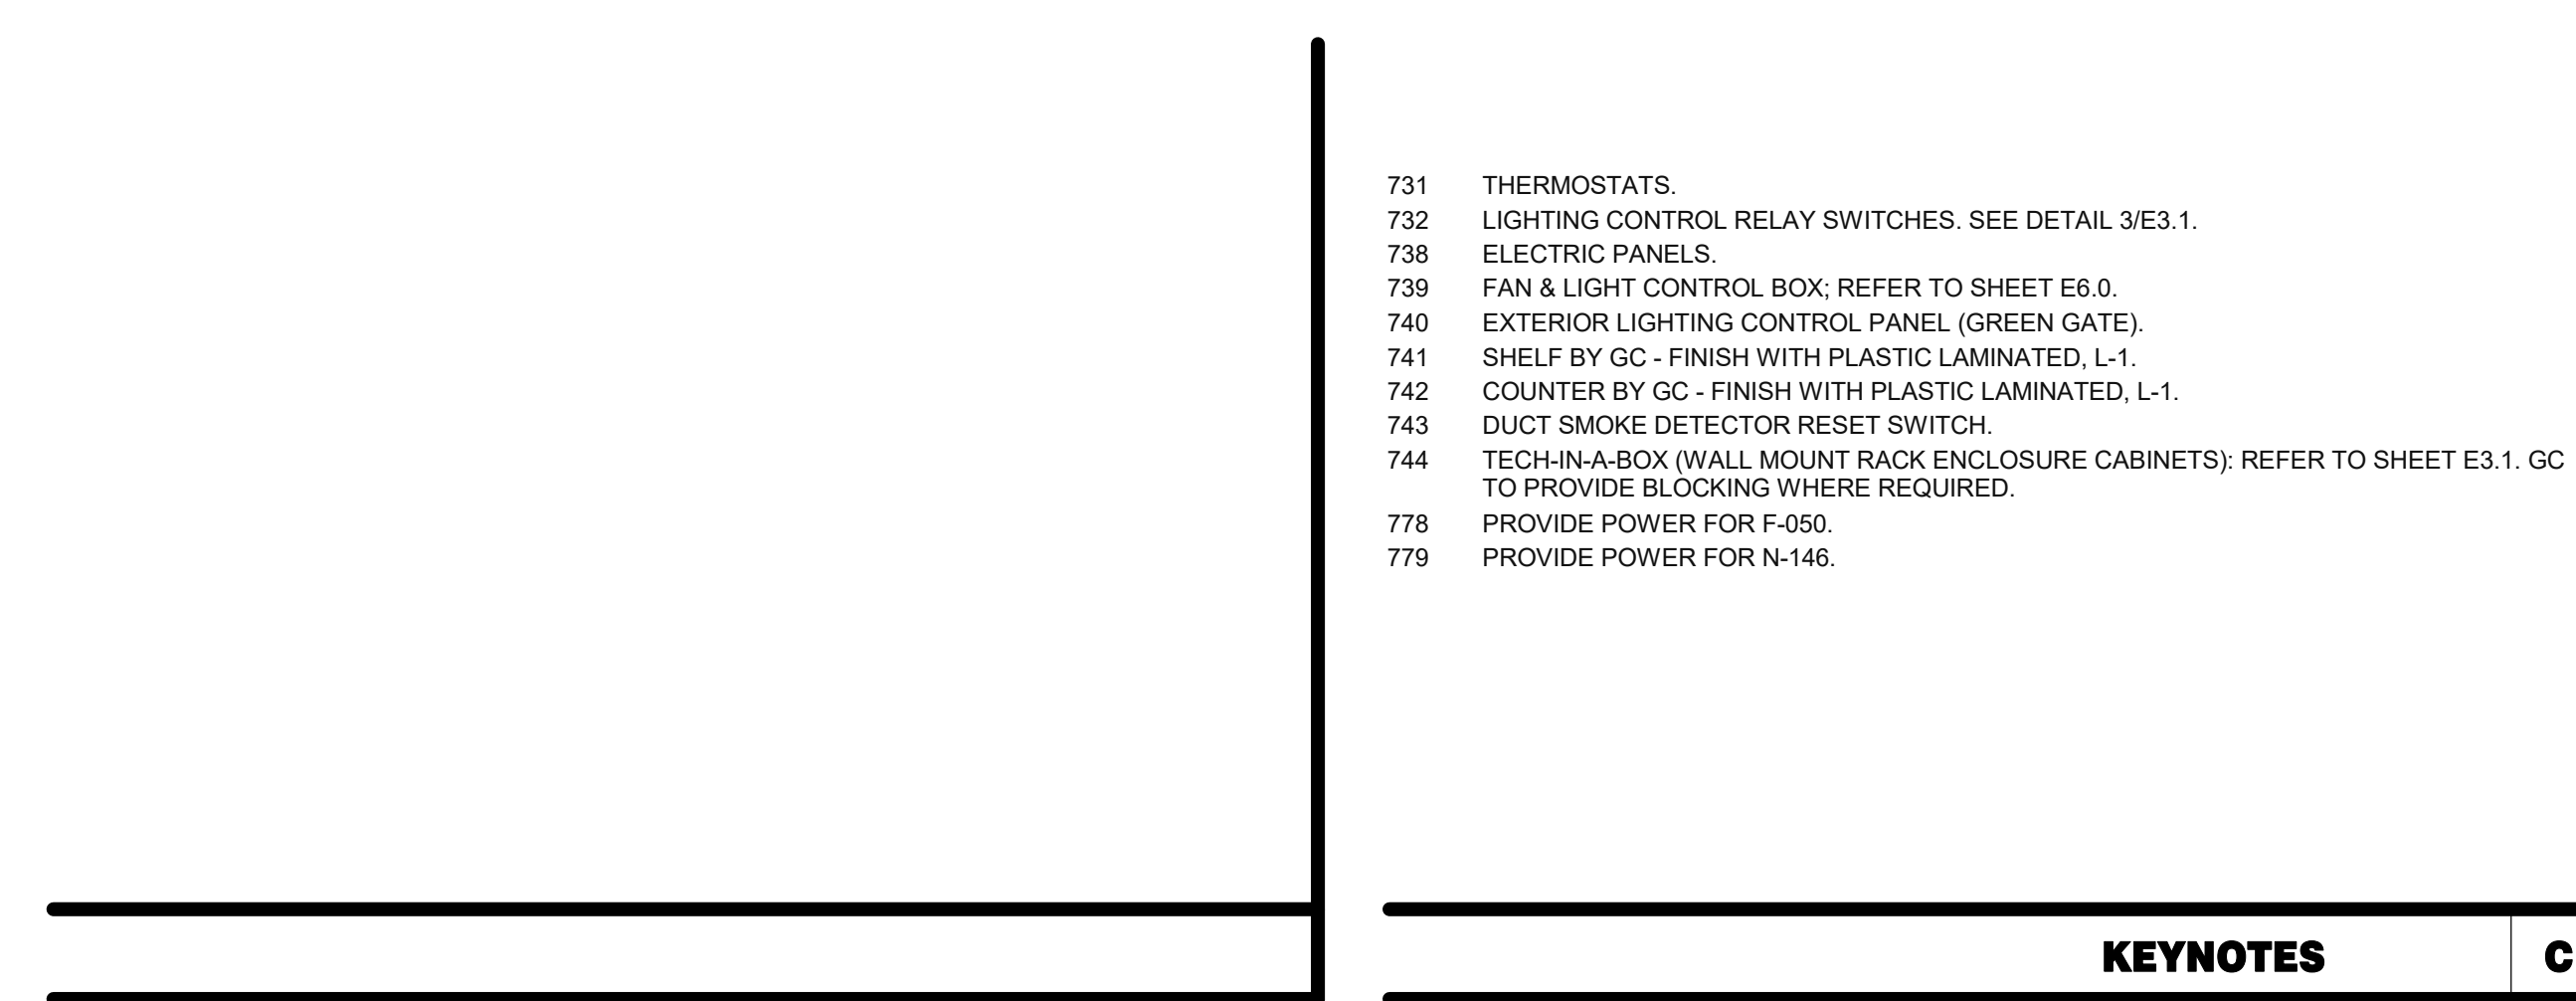 731 THERMOSTATS.
732 LIGHTING CONTROL RELAY SWITCHES. SEE DETAIL 3/E3.1.
738 ELECTRIC PANELS.
739 FAN & LIGHT CONTROL BOX; REFER TO SHEET E6.0.
740 EXTERIOR LIGHTING CONTROL PANEL (GREEN GATE).
741 SHELF BY GC - FINISH WITH PLASTIC LAMINATED, L-1.
742 COUNTER BY GC - FINISH WITH PLASTIC LAMINATED, L-1.
743 DUCT SMOKE DETECTOR RESET SWITCH.
744 TECH-IN-A-BOX (WALL MOUNT RACK ENCLOSURE CABINETS): REFER TO SHEET E3.1. GC
TO PROVIDE BLOCKING WHERE REQUIRED.
778 PROVIDE POWER FOR F-050.
779 PROVIDE POWER FOR N-146.
KEYNOTES C